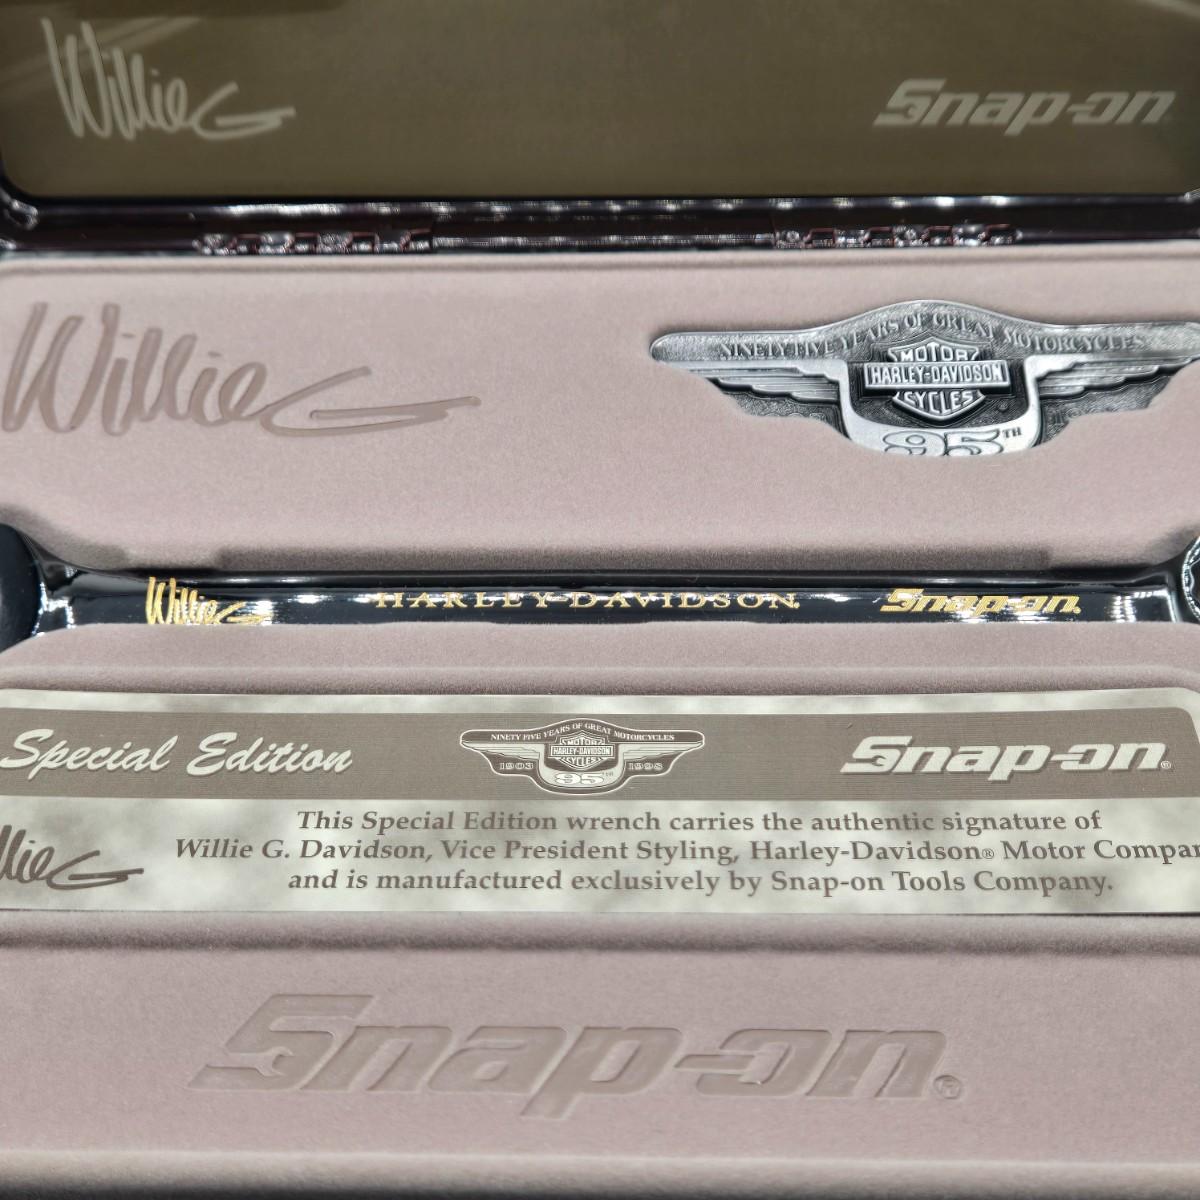 Willie G
Snap-on
Willie G
NINETY FIVE YEARS OF GREAT MOTORCYCLES
MOTOR
HARLEY-DAVIDSON
CYCLES
95TH
Willie G HARLEY-DAVIDSON® Snap-on®
Special Edition
NINETY FIVE YEARS OF GREAT MOTORCYCLES
MOTOR
HARLEY-DAVIDSON
CYCLES
1903 95TH 1998
Snap-on®
This Special Edition wrench carries the authentic signature of
Willie G. Davidson, Vice President Styling, Harley-Davidson® Motor Compan
and is manufactured exclusively by Snap-on Tools Company.
llie G
Snap-on®